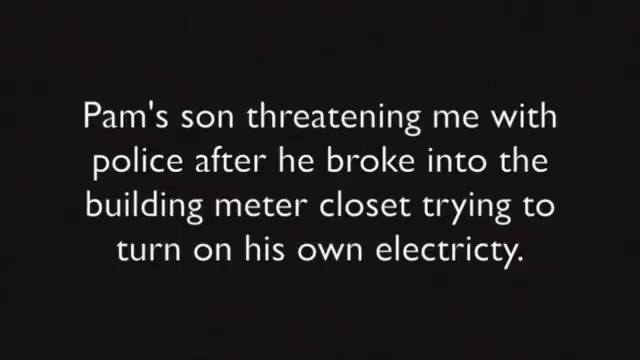 Pam's son threatening me with
police after he broke into the
building meter closet trying to
turn on his own electricty.